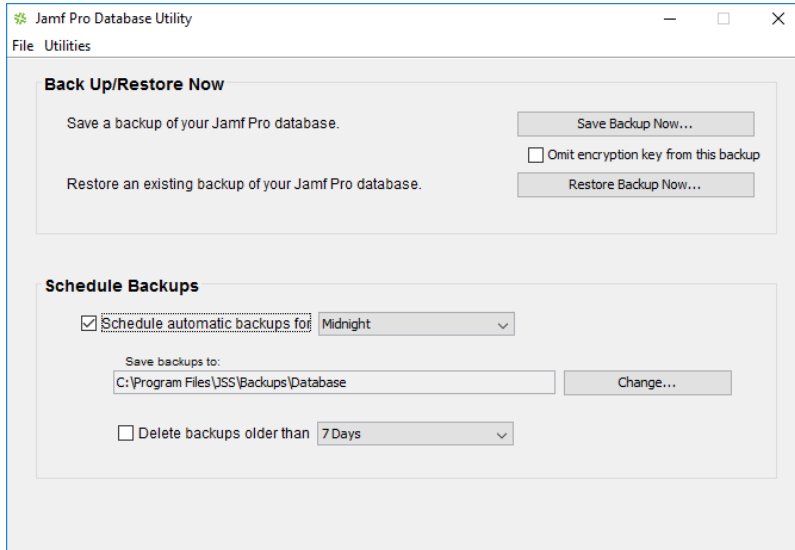 Jamf Pro Database Utility
File Utilities
Back Up/Restore Now
Save a backup of your Jamf Pro database.
Save Backup Now...
Omit encryption key from this backup
Restore an existing backup of your Jamf Pro database.
Restore Backup Now...
Schedule Backups
Schedule automatic backups for Midnight
Save backups to:
C:\Program Files\JSS\Backups\Database
Change...
Delete backups older than 7 Days